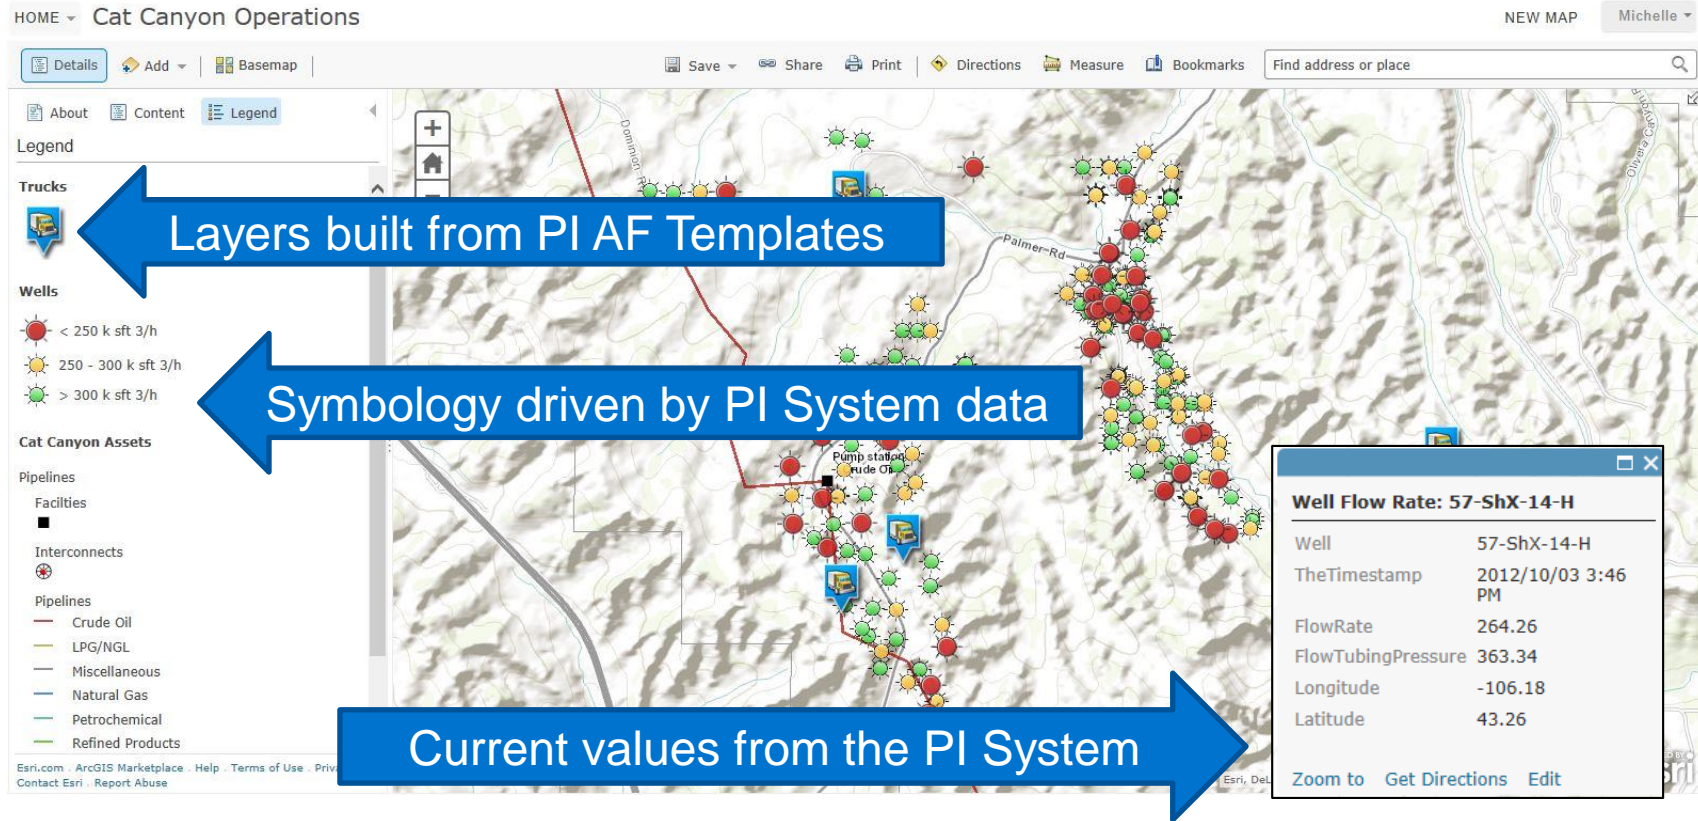 HOME Cat Canyon Operations
NEW MAP Michelle
Details Add Basemap
Save Share Print Directions Measure Bookmarks Find address or place
About Content Legend
Legend
Trucks
Layers built from PI AF Templates
Wells
< 250 k sft 3/h
250 - 300 k sft 3/h
> 300 k sft 3/h
Symbology driven by PI System data
Cat Canyon Assets
Pipelines
Facilties
Interconnects
Pipelines
Crude Oil
LPG/NGL
Miscellaneous
Natural Gas
Petrochemical
Refined Products
Esri.com . ArcGIS Marketplace . Help . Terms of Use .
Contact Esri . Report Abuse
Dominion
Palmer-Rd
Pump station
Well Flow Rate: 57-ShX-14-H
Well 57-ShX-14-H
TheTimestamp 2012/10/03 3:46
PM
FlowRate 264.26
FlowTubingPressure 363.34
Longitude -106.18
Latitude 43.26
Zoom to Get Directions Edit
Current values from the PI System
Esri,